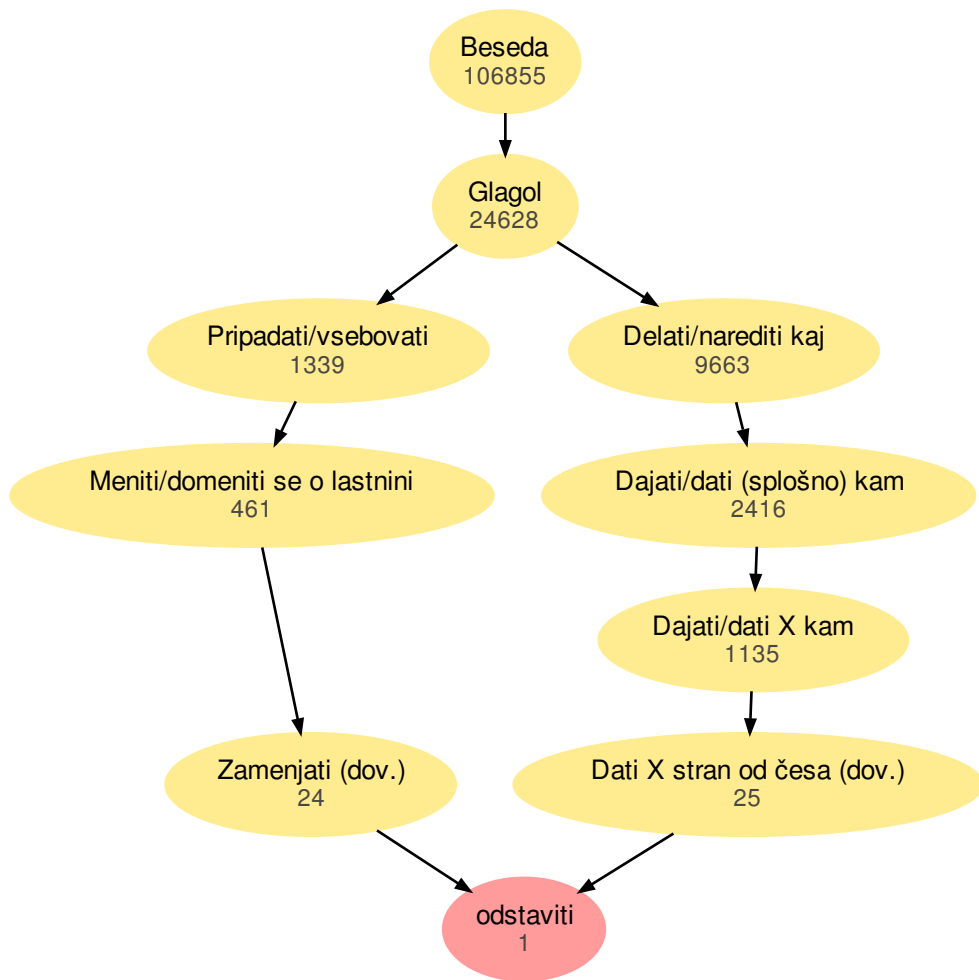 Beseda
106855
Glagol
24628
Pripadati/vsebovati
1339
Delati/narediti kaj
9663
Meniti/domeniti se o lastnini
461
Dajati/dati (splošno) kam
2416
Dajati/dati X kam
1135
Zamenjati (dov.)
24
Dati X stran od česa (dov.)
25
odstaviti
1